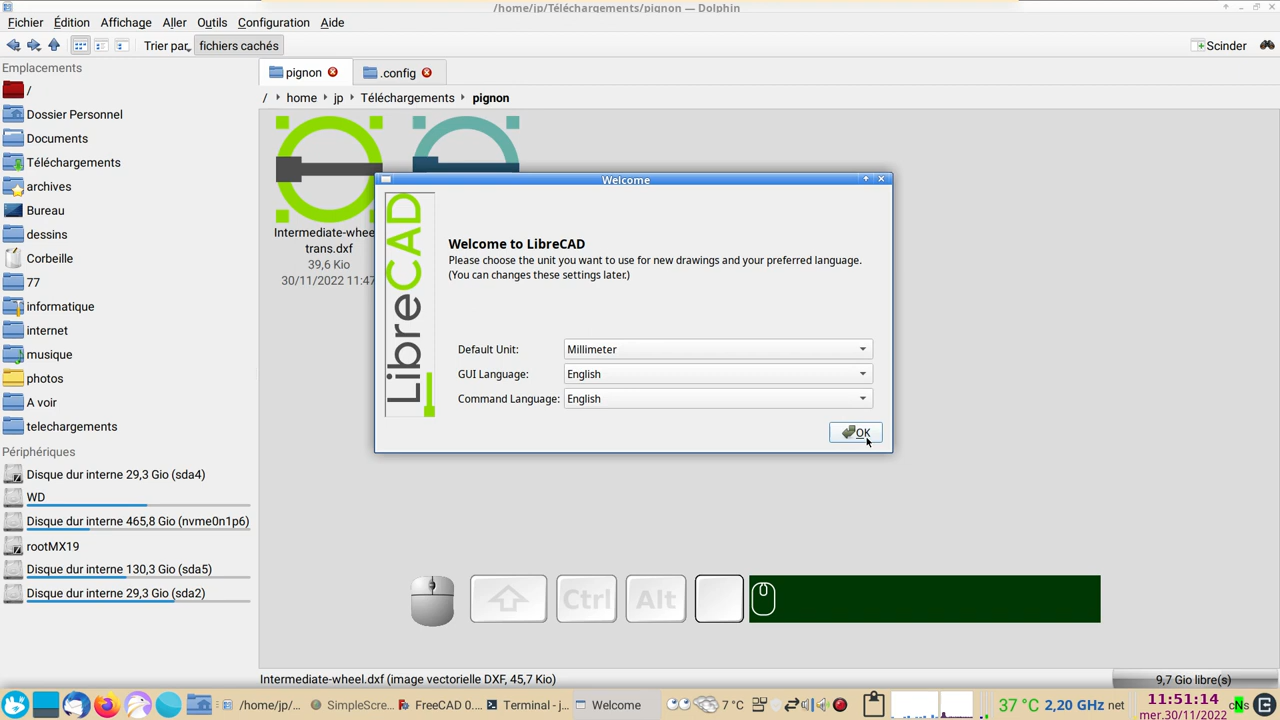 /home/jp/Téléchargements/pignon — Dolphin
Fichier Édition Affichage Aller Outils Configuration Aide
Trier par fichiers cachés Scinder
Emplacements
/
Dossier Personnel
Documents
Téléchargements
archives
Bureau
dessins
Corbeille
77
informatique
internet
musique
photos
A voir
telechargements
Périphériques
Disque dur interne 29,3 Gio (sda4)
WD
Disque dur interne 465,8 Gio (nvme0n1p6)
rootMX19
Disque dur interne 130,3 Gio (sda5)
Disque dur interne 29,3 Gio (sda2)
pignon .config
/ home jp Téléchargements pignon
Intermediate-whee
trans.dxf
39,6 Kio
30/11/2022 11:47
Welcome
LibreCAD
Welcome to LibreCAD
Please choose the unit you want to use for new drawings and your preferred language.
(You can changes these settings later.)
Default Unit: Millimeter
GUI Language: English
Command Language: English
OK
Ctrl Alt
Intermediate-wheel.dxf (image vectorielle DXF, 45,7 Kio) 9,7 Gio libre(s)
/home/jp/... SimpleScre... FreeCAD 0.... Terminal - j... Welcome 7 °C 37 °C 2,20 GHz net 11:51:14 cNs
mer.30/11/2022